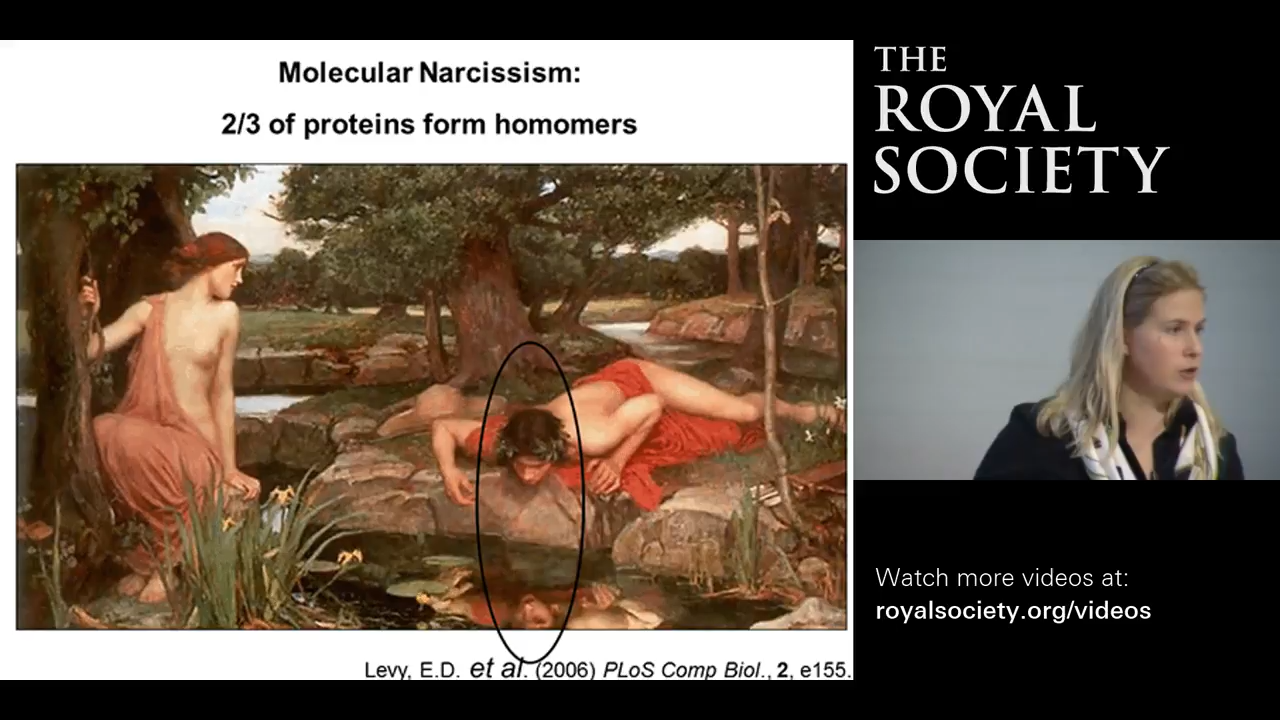 Molecular Narcissism:
2/3 of proteins form homomers
Levy, E.D. et al. (2006) PLoS Comp Biol., 2, e155.
THE
ROYAL
SOCIETY
Watch more videos at:
royalsociety.org/videos